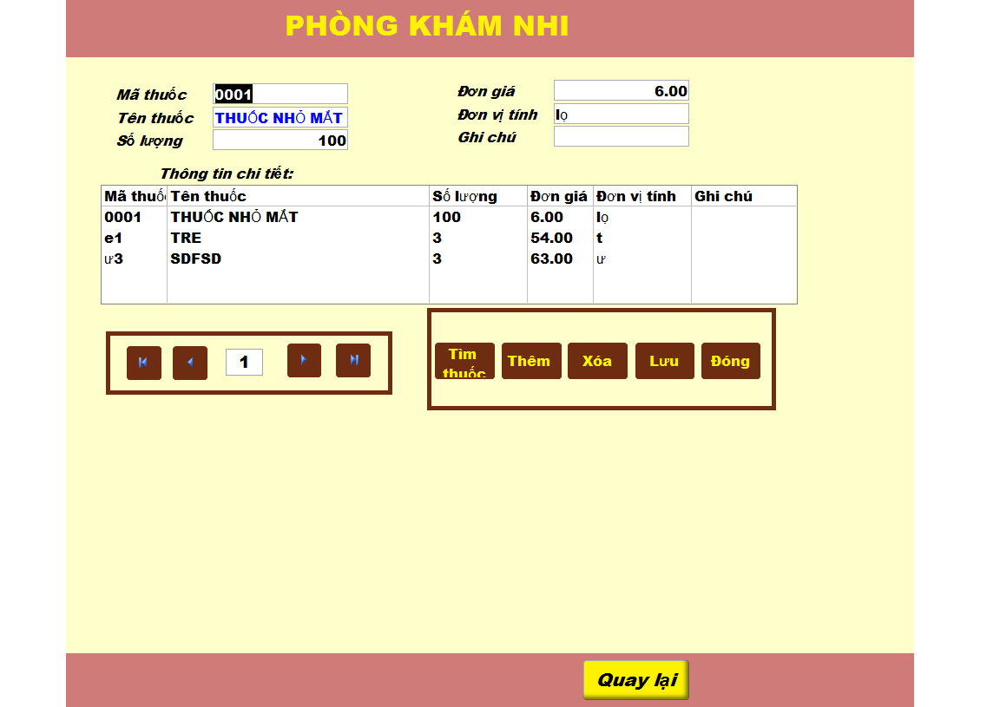 PHÒNG KHÁM NHI
Mã thuốc 0001 Đơn giá 6.00
Tên thuốc THUỐC NHỎ MẮT Đơn vị tính lọ
Số lượng 100 Ghi chú
Thông tin chi tiết:
Mã thuố Tên thuốc Số lượng Đơn giá Đơn vị tính Ghi chú
0001 THUỐC NHỎ MẮT 100 6.00 lọ
e1 TRE 3 54.00 t
ư3 SDFSD 3 63.00 ư
1
Tìm
thuốc
Thêm Xóa Lưu Đóng
Quay lại